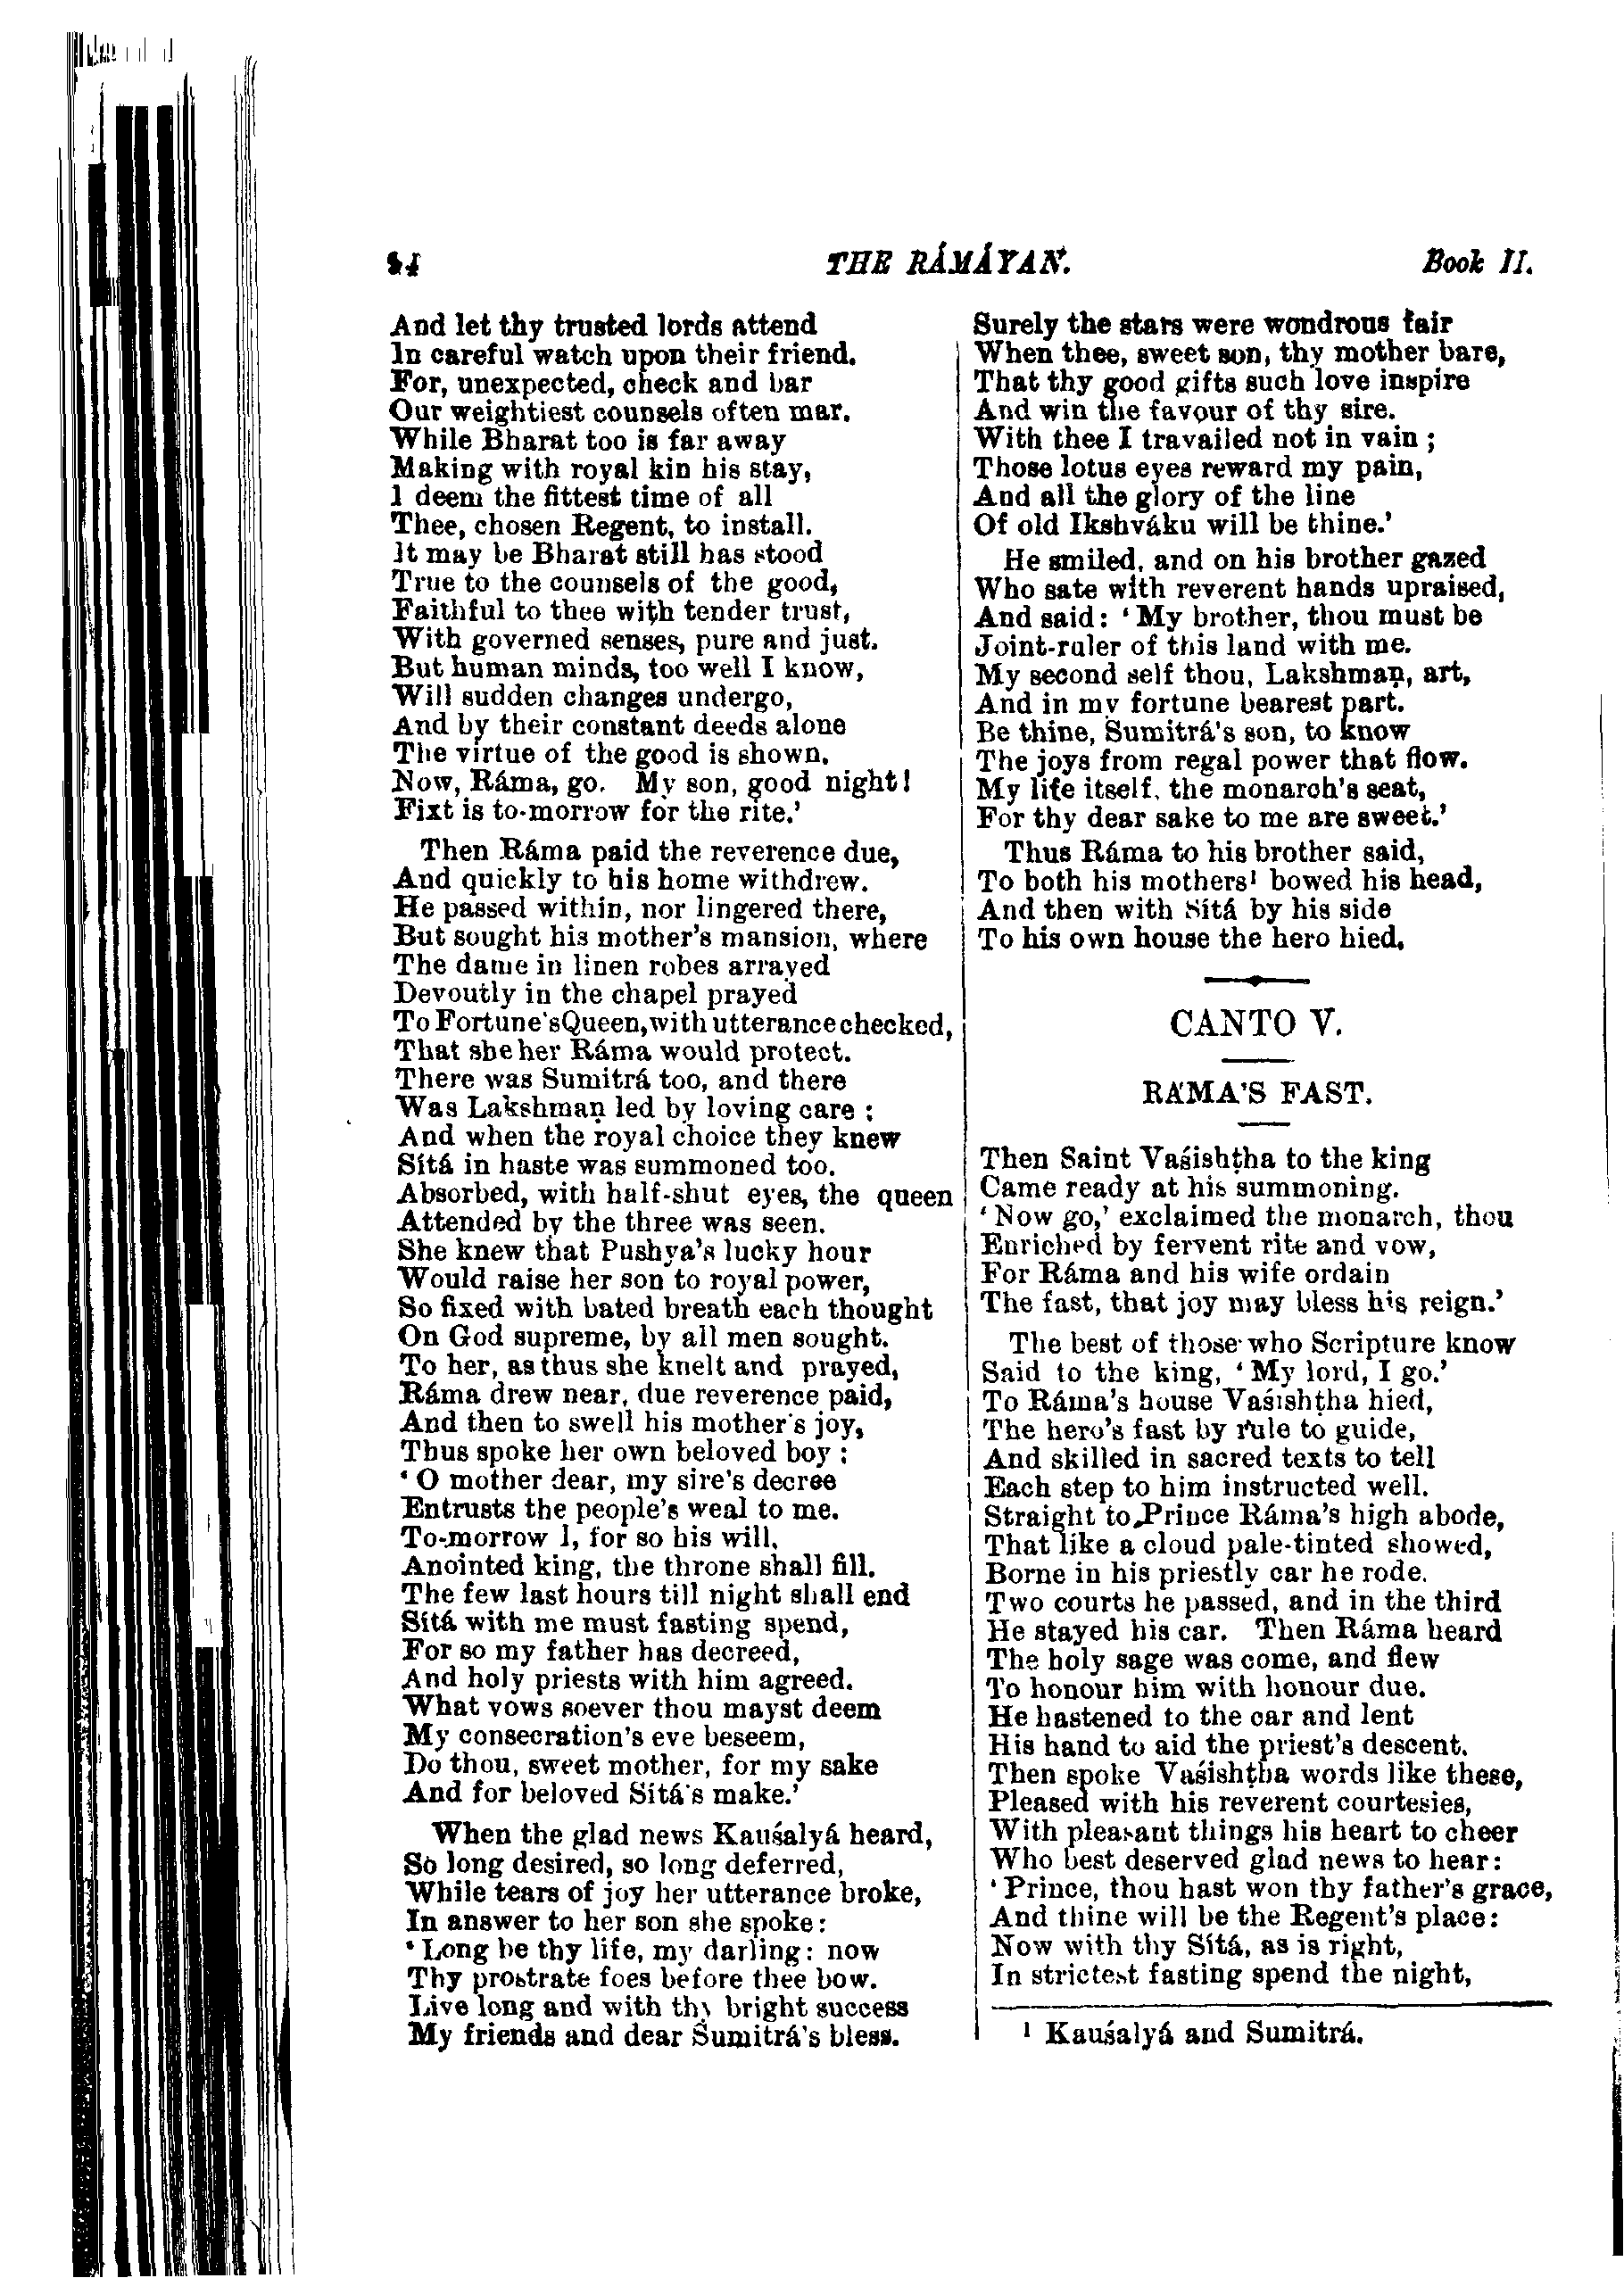 THE RÁMÁYAN.
Book II.
And let thy trusted lords attend
In careful watch upon their friend.
For, unexpected, check and bar
Our weightiest counsels often mar.
While Bharat too is far away
Making with royal kin his stay,
I deem the fittest time of all
Thee, chosen Regent, to install.
It may be Bharat still has stood
True to the counsels of the good,
Faithful to thee with tender trust,
With governed senses, pure and just.
But human minds, too well I know,
Will sudden changes undergo,
And by their constant deeds alone
The virtue of the good is shown.
Now, Ráma, go. My son, good night!
Fixt is to-morrow for the rite.'
Then Ráma paid the reverence due,
And quickly to his home withdrew.
He passed within, nor lingered there,
But sought his mother's mansion, where
The dame in linen robes arrayed
Devoutly in the chapel prayed
To Fortune's Queen, with utterance checked,
That she her Ráma would protect.
There was Sumitrá too, and there
Was Lakshmaṇ led by loving care:
And when the royal choice they knew
Sítá in haste was summoned too.
Absorbed, with half-shut eyes, the queen
Attended by the three was seen.
She knew that Pushya's lucky hour
Would raise her son to royal power,
So fixed with bated breath each thought
On God supreme, by all men sought.
To her, as thus she knelt and prayed,
Ráma drew near, due reverence paid,
And then to swell his mother's joy,
Thus spoke her own beloved boy:
'O mother dear, my sire's decree
Entrusts the people's weal to me.
To-morrow I, for so his will,
Anointed king, the throne shall fill.
The few last hours till night shall end
Sítá with me must fasting spend,
For so my father has decreed,
And holy priests with him agreed.
What vows soever thou mayst deem
My consecration's eve beseem,
Do thou, sweet mother, for my sake
And for beloved Sítá's make.'
When the glad news Kauśalyá heard,
So long desired, so long deferred,
While tears of joy her utterance broke,
In answer to her son she spoke:
'Long be thy life, my darling: now
Thy prostrate foes before thee bow.
Live long and with thy bright success
My friends and dear Sumitrá's bless.
Surely the stars were wondrous fair
When thee, sweet son, thy mother bare,
That thy good gifts such love inspire
And win the favour of thy sire.
With thee I travailed not in vain;
Those lotus eyes reward my pain,
And all the glory of the line
Of old Ikshváku will be thine.'
He smiled, and on his brother gazed
Who sate with reverent hands upraised,
And said: 'My brother, thou must be
Joint-ruler of this land with me.
My second self thou, Lakshmaṇ, art,
And in my fortune bearest part.
Be thine, Sumitrá's son, to know
The joys from regal power that flow.
My life itself, the monarch's seat,
For thy dear sake to me are sweet.'
Thus Ráma to his brother said,
To both his mothers¹ bowed his head,
And then with Sítá by his side
To his own house the hero hied.
CANTO V.
RÁMA'S FAST.
Then Saint Vaśishṭha to the king
Came ready at his summoning.
'Now go,' exclaimed the monarch, thou
Enriched by fervent rite and vow,
For Ráma and his wife ordain
The fast, that joy may bless his reign.'
The best of those who Scripture know
Said to the king, 'My lord, I go.'
To Ráma's house Vaśishṭha hied,
The hero's fast by rule to guide,
And skilled in sacred texts to tell
Each step to him instructed well.
Straight to Prince Ráma's high abode,
That like a cloud pale-tinted showed,
Borne in his priestly car he rode.
Two courts he passed, and in the third
He stayed his car. Then Ráma heard
The holy sage was come, and flew
To honour him with honour due.
He hastened to the car and lent
His hand to aid the priest's descent.
Then spoke Vaśishṭha words like these,
Pleased with his reverent courtesies,
With pleasant things his heart to cheer
Who best deserved glad news to hear:
'Prince, thou hast won thy father's grace,
And thine will be the Regent's place:
Now with thy Sítá, as is right,
In strictest fasting spend the night,
¹ Kauśalyá and Sumitrá.